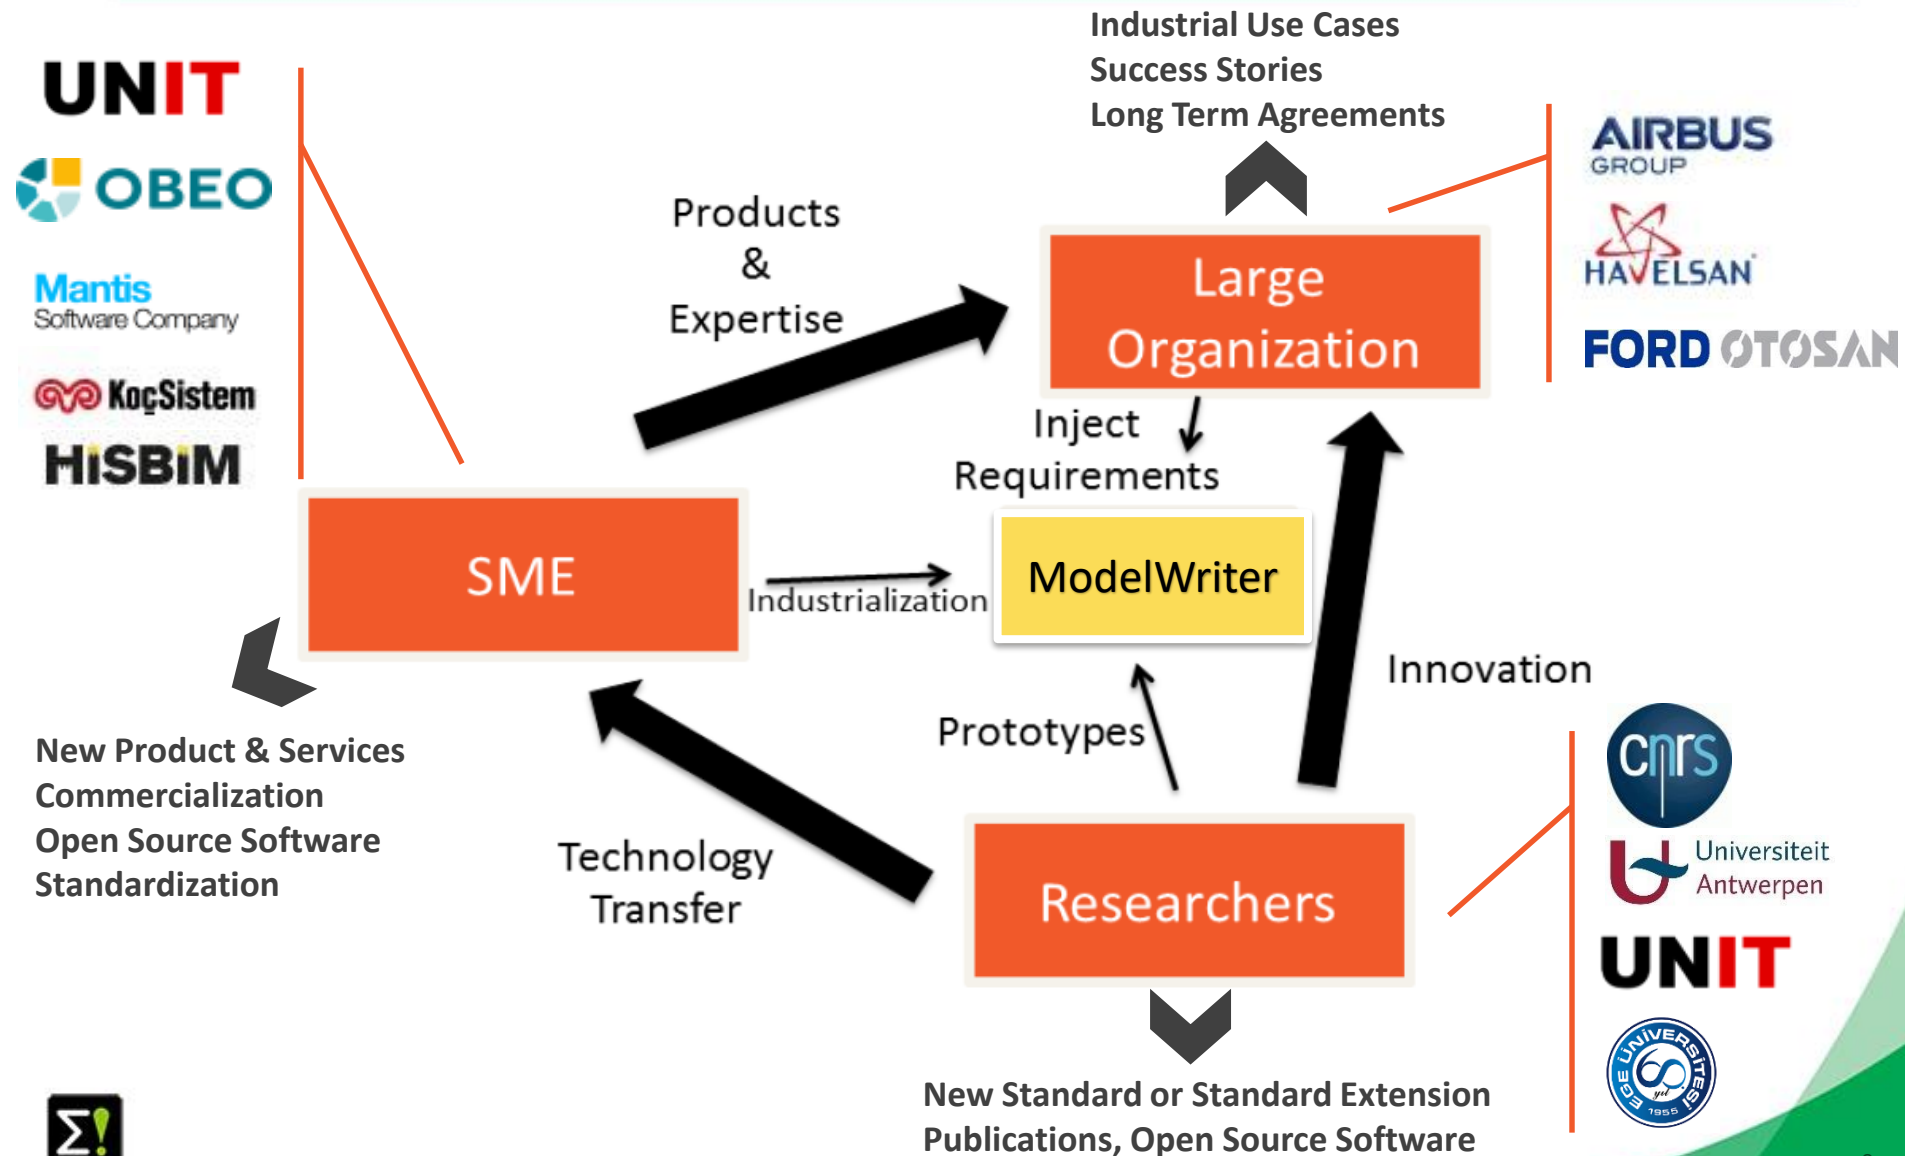 Industrial Use Cases
Success Stories
Long Term Agreements
UNIT
OBEO
Mantis
Software Company
KoçSistem
HiSBiM
Products
&
Expertise
Large
Organization
AIRBUS
GROUP
HAVELSAN
FORD OTOSAN
Inject
Requirements
SME
Industrialization
ModelWriter
Innovation
Prototypes
New Product & Services
Commercialization
Open Source Software
Standardization
Technology
Transfer
Researchers
cnrs
Universiteit
Antwerpen
UNIT
EGE ÜNİVERSİTESİ
60.
yıl
1955
New Standard or Standard Extension
Publications, Open Source Software
Σ!